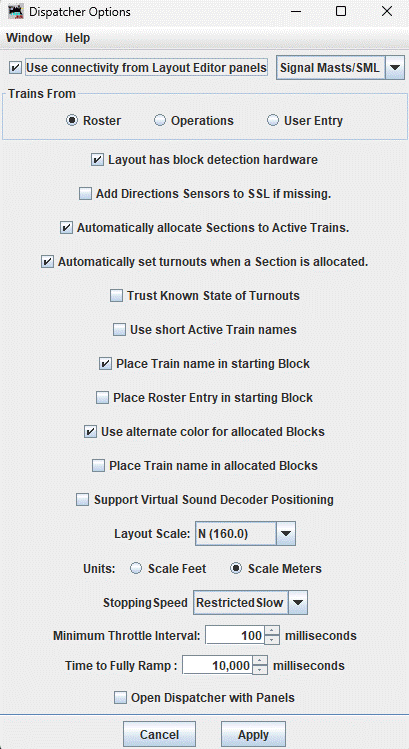 Dispatcher Options
Window Help
Use connectivity from Layout Editor panels Signal Masts/SML
Trains From
Roster Operations User Entry
Layout has block detection hardware
Add Directions Sensors to SSL if missing.
Automatically allocate Sections to Active Trains.
Automatically set turnouts when a Section is allocated.
Trust Known State of Turnouts
Use short Active Train names
Place Train name in starting Block
Place Roster Entry in starting Block
Use alternate color for allocated Blocks
Place Train name in allocated Blocks
Support Virtual Sound Decoder Positioning
Layout Scale: N (160.0)
Units: Scale Feet Scale Meters
StoppingSpeed RestrictedSlow
Minimum Throttle Interval: 100 milliseconds
Time to Fully Ramp : 10,000 milliseconds
Open Dispatcher with Panels
Cancel Apply